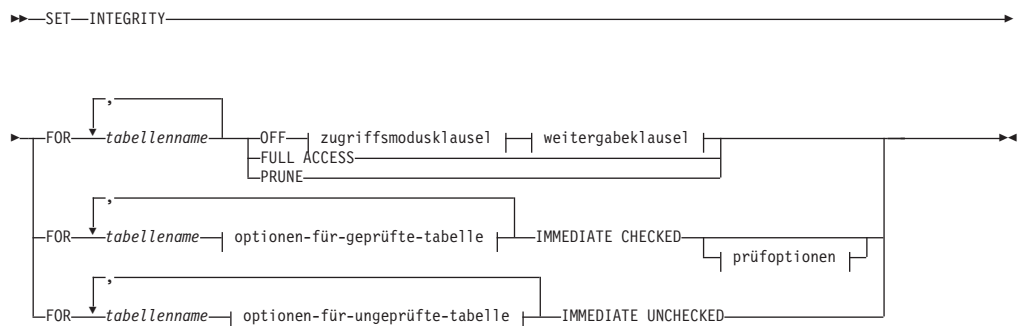 SET INTEGRITY
,
FOR tabellenname OFF zugriffsmodusklausel weitergabeklausel
FULL ACCESS
PRUNE
,
FOR tabellename optionen-für-geprüfte-tabelle IMMEDIATE CHECKED
prüfoptionen
,
FOR tabellenname optionen-für-ungeprüfte-tabelle IMMEDIATE UNCHECKED